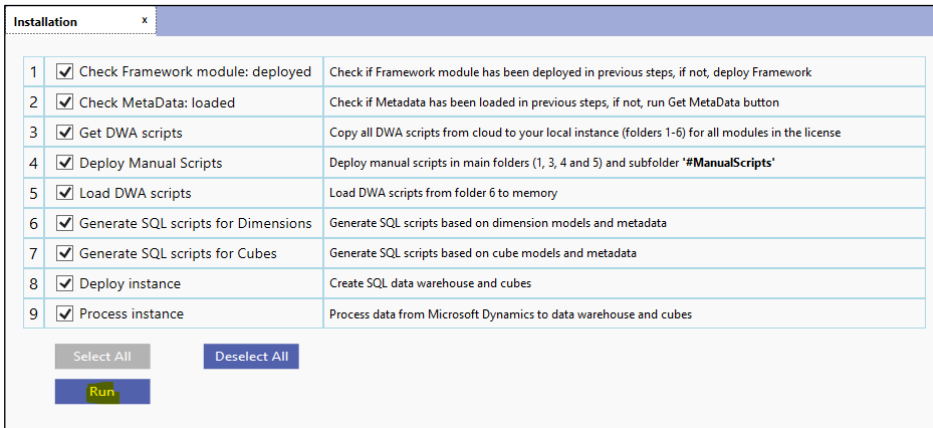 Installation x
1 Check Framework module: deployed Check if Framework module has been deployed in previous steps, if not, deploy Framework
2 Check MetaData: loaded Check if Metadata has been loaded in previous steps, if not, run Get MetaData button
3 Get DWA scripts Copy all DWA scripts from cloud to your local instance (folders 1-6) for all modules in the license
4 Deploy Manual Scripts Deploy manual scripts in main folders (1, 3, 4 and 5) and subfolder '#ManualScripts'
5 Load DWA scripts Load DWA scripts from folder 6 to memory
6 Generate SQL scripts for Dimensions Generate SQL scripts based on dimension models and metadata
7 Generate SQL scripts for Cubes Generate SQL scripts based on cube models and metadata
8 Deploy instance Create SQL data warehouse and cubes
9 Process instance Process data from Microsoft Dynamics to data warehouse and cubes
Select All Deselect All
Run